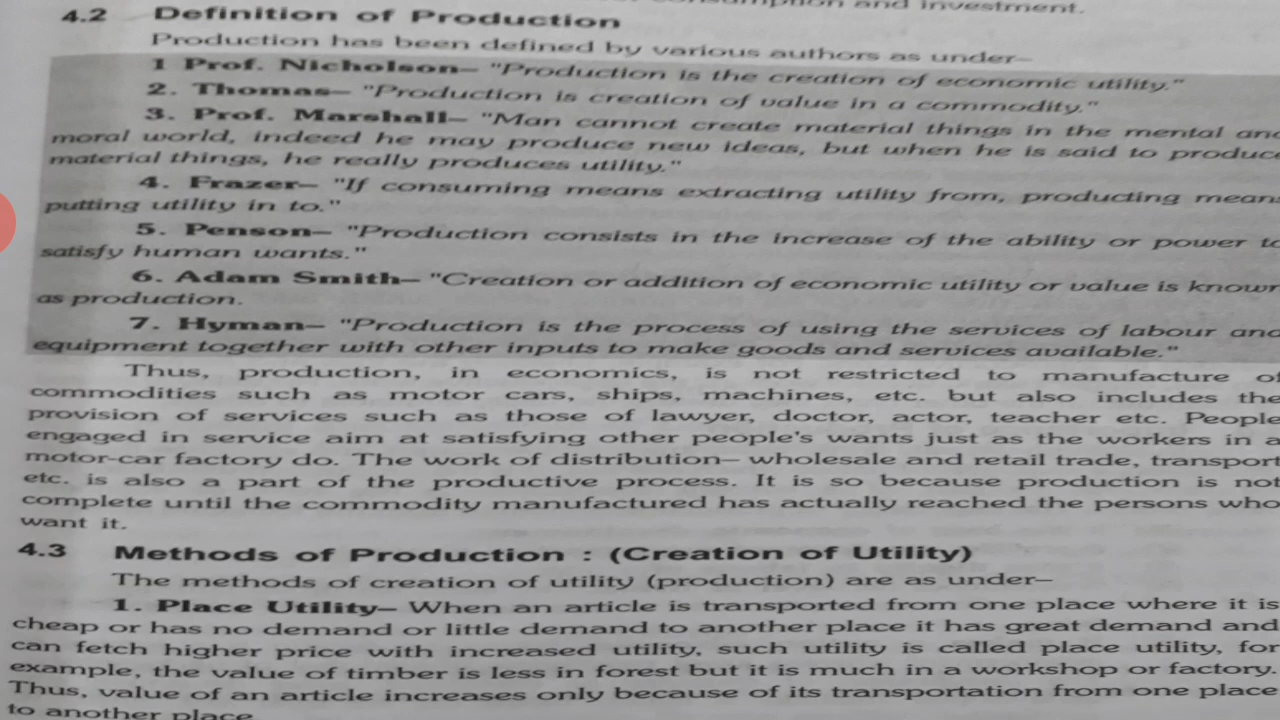 consumption and investment.
4.2 Definition of Production
Production has been defined by various authors as under–
1 Prof. Nicholson– "Production is the creation of economic utility."
2. Thomas– "Production is creation of value in a commodity."
3. Prof. Marshall– "Man cannot create material things in the mental and
moral world, indeed he may produce new ideas, but when he is said to produce
material things, he really produces utility."
4. Frazer– "If consuming means extracting utility from, producting means
putting utility in to."
5. Penson– "Production consists in the increase of the ability or power to
satisfy human wants."
6. Adam Smith– "Creation or addition of economic utility or value is known
as production.
7. Hyman– "Production is the process of using the services of labour and
equipment together with other inputs to make goods and services available."
Thus, production, in economics, is not restricted to manufacture of
commodities such as motor cars, ships, machines, etc. but also includes the
provision of services such as those of lawyer, doctor, actor, teacher etc. People
engaged in service aim at satisfying other people's wants just as the workers in a
motor-car factory do. The work of distribution– wholesale and retail trade, transport
etc. is also a part of the productive process. It is so because production is not
complete until the commodity manufactured has actually reached the persons who
want it.
4.3 Methods of Production : (Creation of Utility)
The methods of creation of utility (production) are as under–
1. Place Utility– When an article is transported from one place where it is
cheap or has no demand or little demand to another place it has great demand and
can fetch higher price with increased utility, such utility is called place utility, for
example, the value of timber is less in forest but it is much in a workshop or factory.
Thus, value of an article increases only because of its transportation from one place
to another place